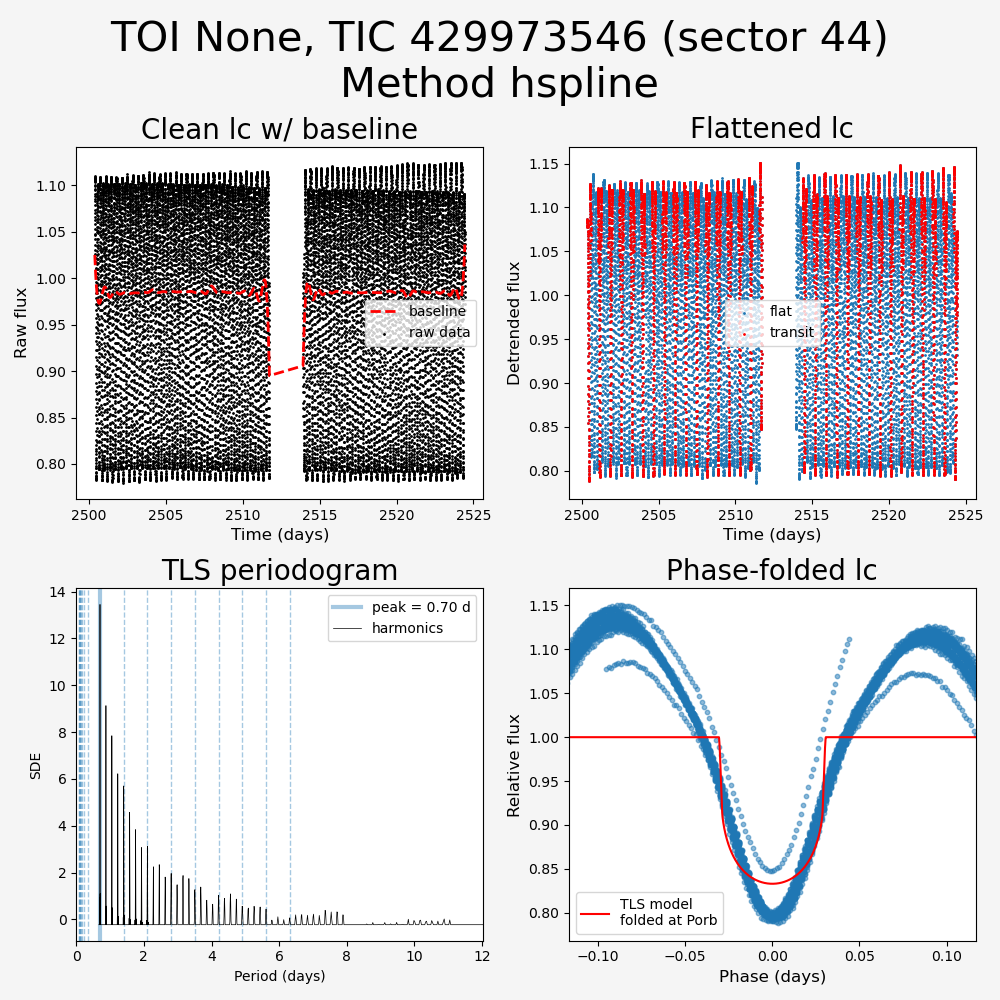 TOI None, TIC 429973546 (sector 44)
Method hspline
Clean lc w/ baseline
Raw flux
1.10
1.05
1.00
0.95
0.90
0.85
0.80
baseline
raw data
2500
2505
2510
2515
2520
2525
Time (days)
Flattened lc
Detrended flux
1.15
1.10
1.05
1.00
0.95
0.90
0.85
0.80
flat
transit
2500
2505
2510
2515
2520
2525
Time (days)
TLS periodogram
SDE
14
12
10
8
6
4
2
0
peak = 0.70 d
harmonics
0
2
4
6
8
10
12
Period (days)
Phase-folded lc
Relative flux
1.15
1.10
1.05
1.00
0.95
0.90
0.85
0.80
TLS model
folded at Porb
−0.10
−0.05
0.00
0.05
0.10
Phase (days)